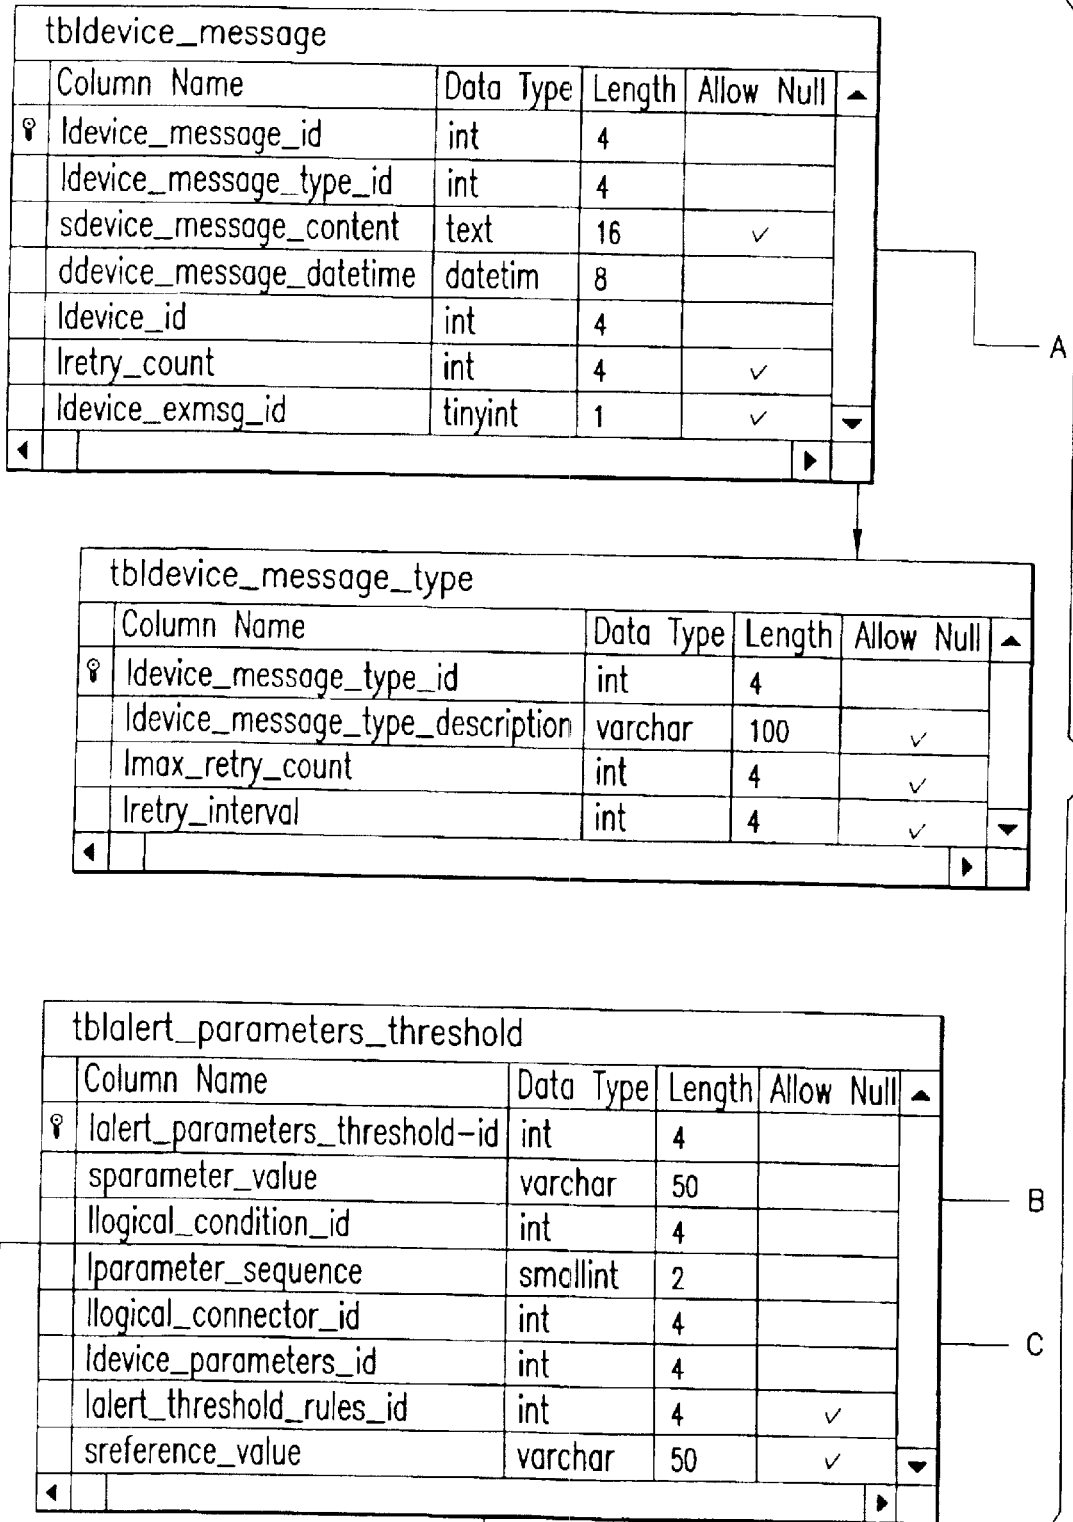 tbldevice_message
Column Name Data Type Length Allow Null
ldevice_message_id int 4
ldevice_message_type_id int 4
sdevice_message_content text 16 ✓
ddevice_message_datetime datetim 8
ldevice_id int 4
lretry_count int 4 ✓
ldevice_exmsg_id tinyint 1 ✓
A
tbldevice_message_type
Column Name Data Type Length Allow Null
ldevice_message_type_id int 4
ldevice_message_type_description varchar 100 ✓
lmax_retry_count int 4 ✓
lretry_interval int 4 ✓
tblalert_parameters_threshold
Column Name Data Type Length Allow Null
lalert_parameters_threshold-id int 4
sparameter_value varchar 50
B
llogical_condition_id int 4
lparameter_sequence smallint 2
llogical_connector_id int 4
C
ldevice_parameters_id int 4
lalert_threshold_rules_id int 4 ✓
sreference_value varchar 50 ✓